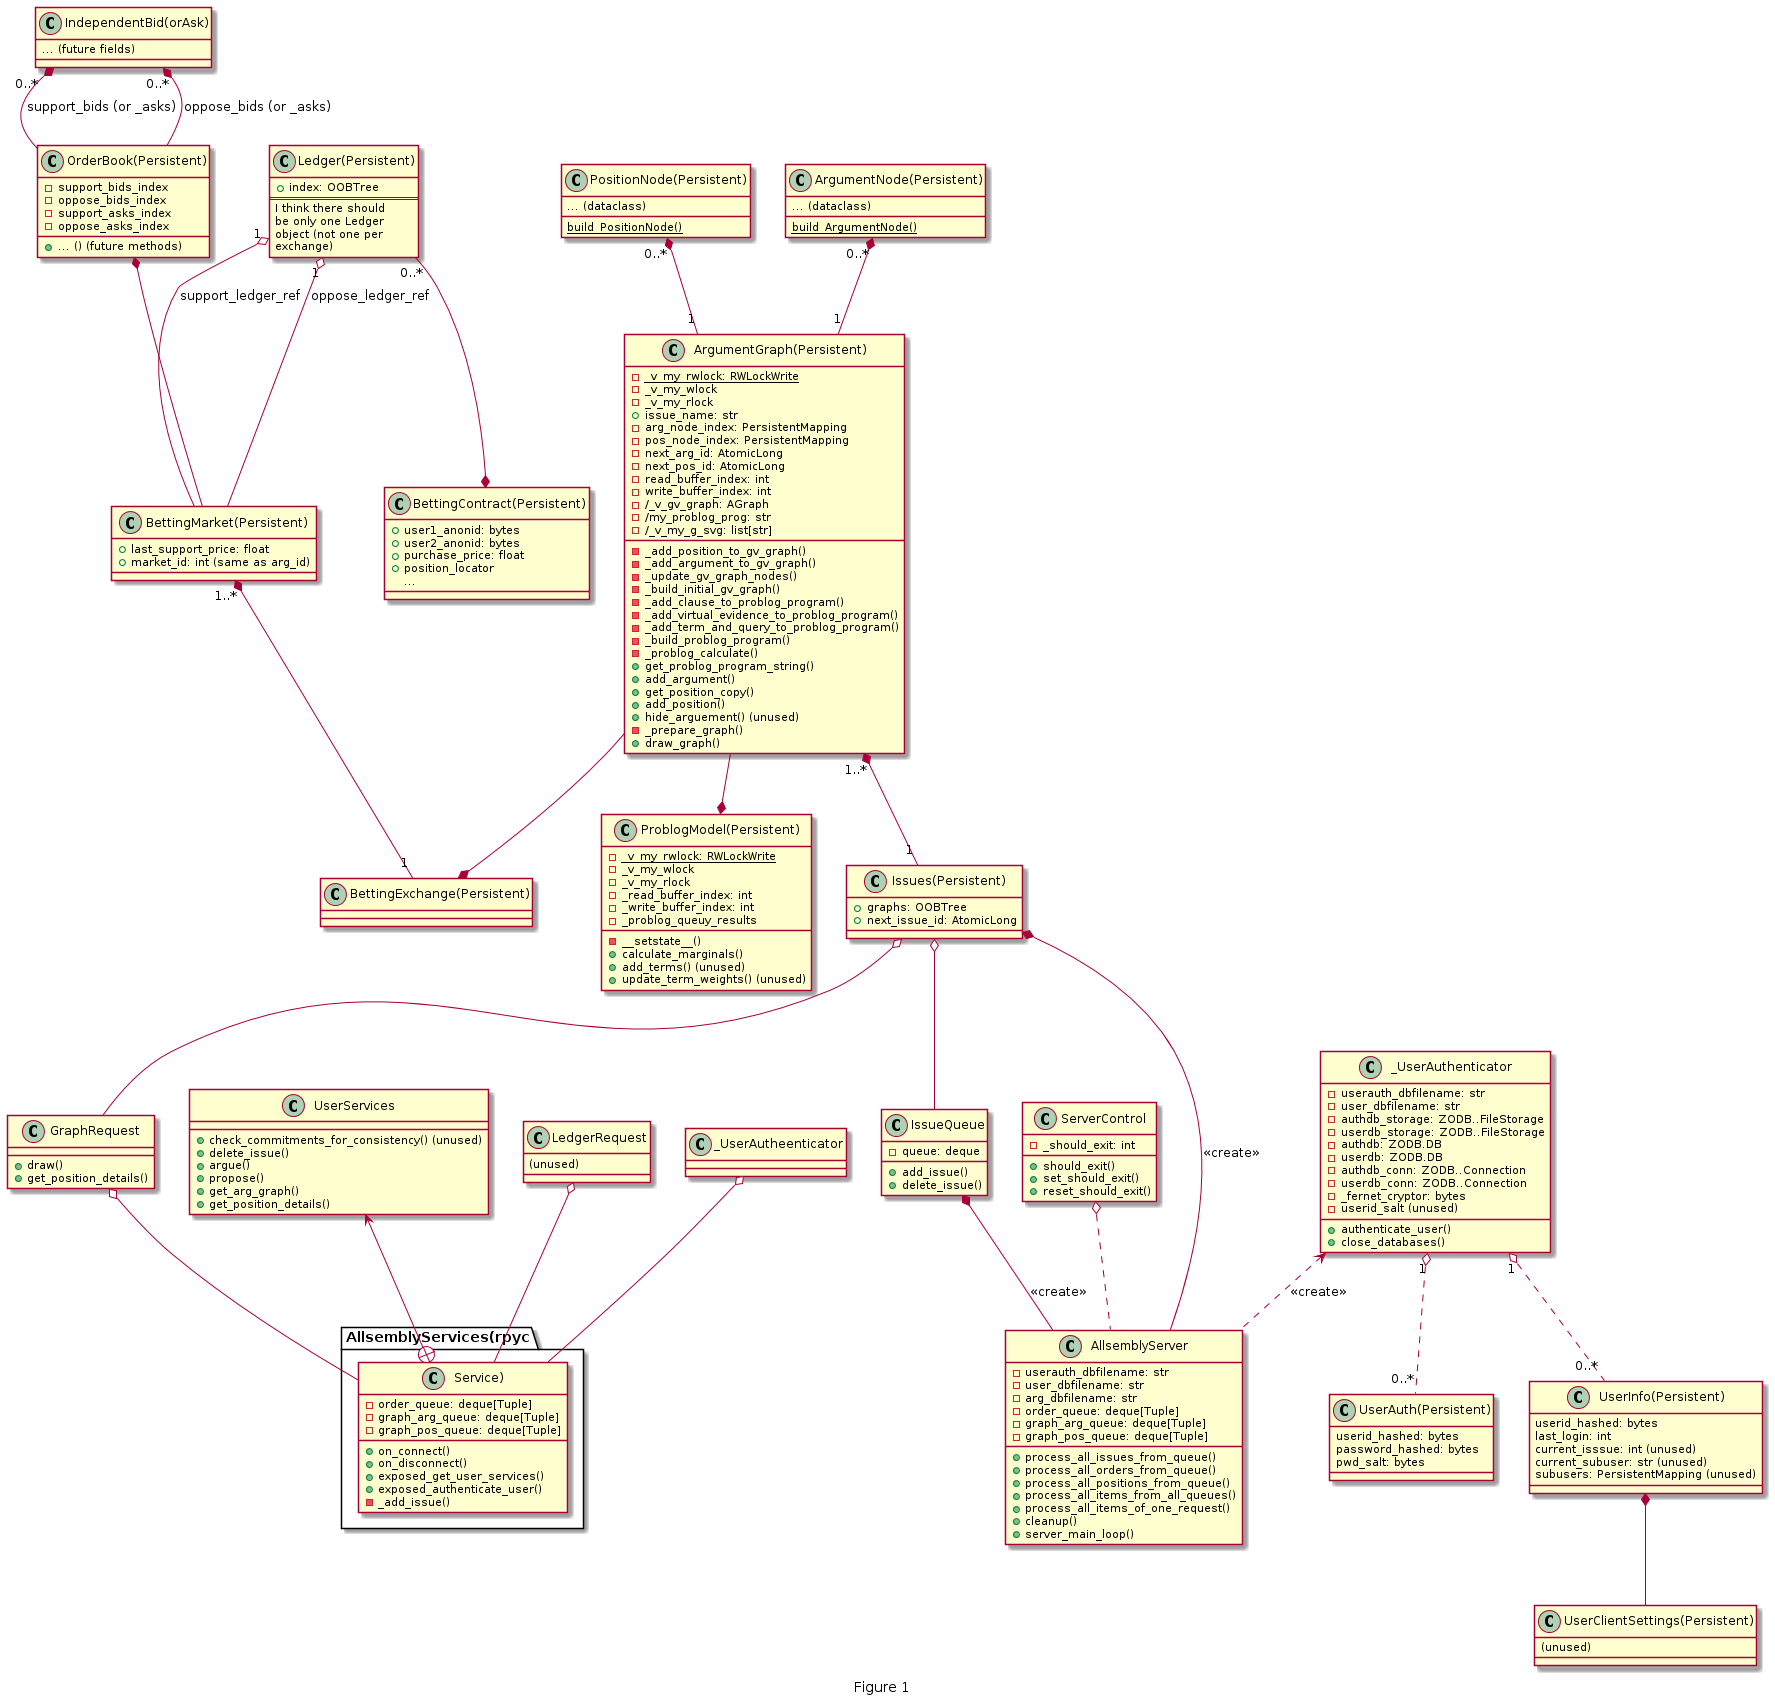 IndependentBid(orAsk)
... (future fields)
0..*
0..*
support_bids (or _asks)
oppose_bids (or _asks)
OrderBook(Persistent)
support_bids_index
oppose_bids_index
support_asks_index
oppose_asks_index
... () (future methods)
Ledger(Persistent)
index: OOBTree
I think there should
be only one Ledger
object (not one per
exchange)
1
1
0..*
support_ledger_ref
oppose_ledger_ref
PositionNode(Persistent)
... (dataclass)
build_PositionNode()
0..*
1
ArgumentNode(Persistent)
... (dataclass)
build_ArgumentNode()
0..*
1
ArgumentGraph(Persistent)
_v_my_rwlock: RWLockWrite
_v_my_wlock
_v_my_rlock
issue_name: str
arg_node_index: PersistentMapping
pos_node_index: PersistentMapping
next_arg_id: AtomicLong
next_pos_id: AtomicLong
read_buffer_index: int
write_buffer_index: int
/_v_gv_graph: AGraph
/my_problog_prog: str
/_v_my_g_svg: list[str]
_add_position_to_gv_graph()
_add_argument_to_gv_graph()
_update_gv_graph_nodes()
_build_initial_gv_graph()
_add_clause_to_problog_program()
_add_virtual_evidence_to_problog_program()
_add_term_and_query_to_problog_program()
_build_problog_program()
_problog_calculate()
get_problog_program_string()
add_argument()
get_position_copy()
add_position()
hide_arguement() (unused)
_prepare_graph()
draw_graph()
1..*
1
BettingMarket(Persistent)
last_support_price: float
market_id: int (same as arg_id)
1..*
1
BettingContract(Persistent)
user1_anonid: bytes
user2_anonid: bytes
purchase_price: float
position_locator
...
BettingExchange(Persistent)
ProblogModel(Persistent)
_v_my_rwlock: RWLockWrite
_v_my_wlock
_v_my_rlock
_read_buffer_index: int
_write_buffer_index: int
_problog_queuy_results
__setstate__()
calculate_marginals()
add_terms() (unused)
update_term_weights() (unused)
Issues(Persistent)
graphs: OOBTree
next_issue_id: AtomicLong
GraphRequest
draw()
get_position_details()
UserServices
check_commitments_for_consistency() (unused)
delete_issue()
argue()
propose()
get_arg_graph()
get_position_details()
LedgerRequest
(unused)
_UserAutheenticator
IssueQueue
queue: deque
add_issue()
delete_issue()
ServerControl
_should_exit: int
should_exit()
set_should_exit()
reset_should_exit()
«create»
«create»
«create»
_UserAuthenticator
userauth_dbfilename: str
user_dbfilename: str
authdb_storage: ZODB..FileStorage
userdb_storage: ZODB..FileStorage
authdb: ZODB.DB
userdb: ZODB.DB
authdb_conn: ZODB..Connection
userdb_conn: ZODB..Connection
_fernet_cryptor: bytes
userid_salt (unused)
authenticate_user()
close_databases()
1
1
0..*
0..*
AllsemblyServices(rpyc
Service)
order_queue: deque[Tuple]
graph_arg_queue: deque[Tuple]
graph_pos_queue: deque[Tuple]
on_connect()
on_disconnect()
exposed_get_user_services()
exposed_authenticate_user()
_add_issue()
AllsemblyServer
userauth_dbfilename: str
user_dbfilename: str
arg_dbfilename: str
order_queue: deque[Tuple]
graph_arg_queue: deque[Tuple]
graph_pos_queue: deque[Tuple]
process_all_issues_from_queue()
process_all_orders_from_queue()
process_all_positions_from_queue()
process_all_items_from_all_queues()
process_all_items_of_one_request()
cleanup()
server_main_loop()
UserAuth(Persistent)
userid_hashed: bytes
password_hashed: bytes
pwd_salt: bytes
UserInfo(Persistent)
userid_hashed: bytes
last_login: int
current_isssue: int (unused)
current_subuser: str (unused)
subusers: PersistentMapping (unused)
UserClientSettings(Persistent)
(unused)
Figure 1